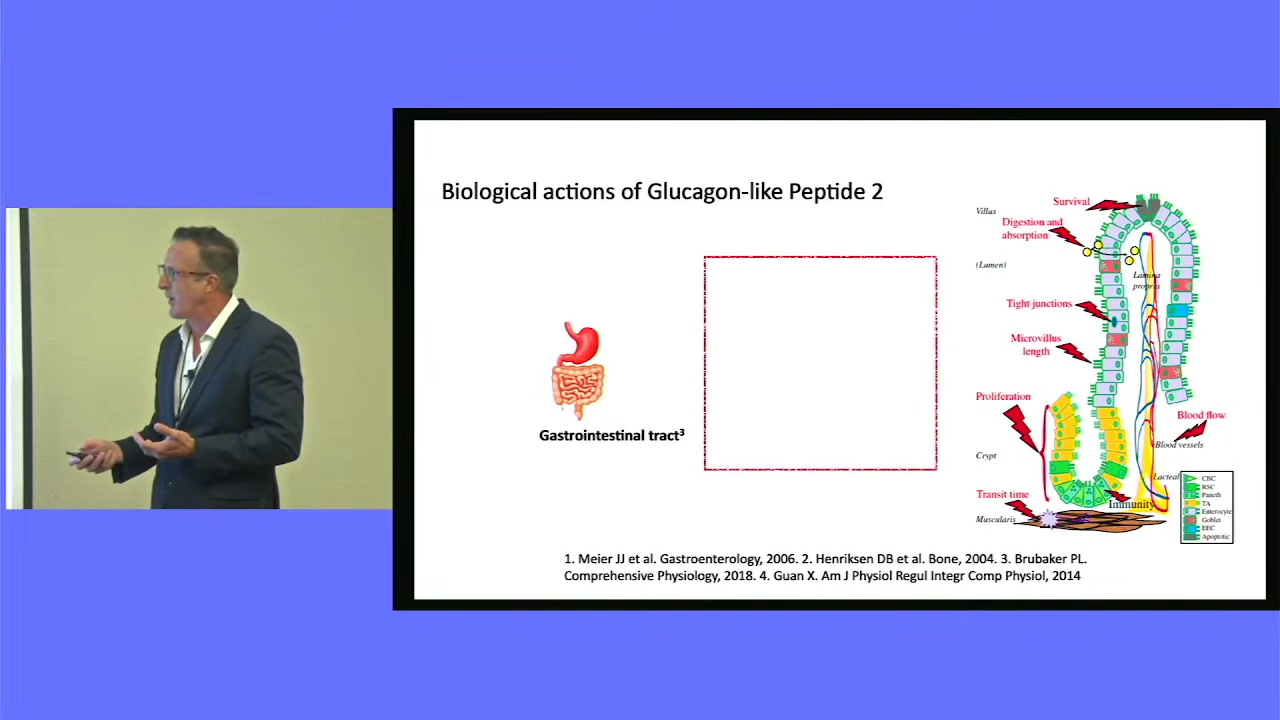 Biological actions of Glucagon-like Peptide 2
Gastrointestinal tract3
Villus
Survival
Digestion and
absorption
(Lumen)
Lamina
propria
Tight junctions
Microvillus
length
Proliferation
Blood flow
Blood vessels
Crypt
Lacteal
Transit time
Immunity
Muscularis
CBC
RSC
Paneth
TA
Enterocyte
Goblet
EEC
Apoptotic
1. Meier JJ et al. Gastroenterology, 2006. 2. Henriksen DB et al. Bone, 2004. 3. Brubaker PL.
Comprehensive Physiology, 2018. 4. Guan X. Am J Physiol Regul Integr Comp Physiol, 2014